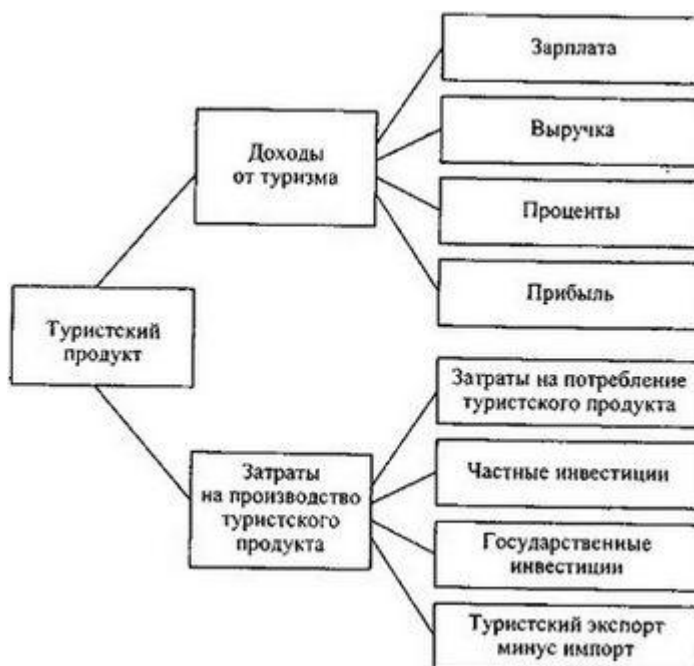 Зарплата
Выручка
Доходы
от туризма
Проценты
Прибыль
Туристский
продукт
Затраты на потребление
туристского продукта
Частные инвестиции
Затраты
на производство
туристского
продукта
Государственные
инвестиции
Туристский экспорт
минус импорт